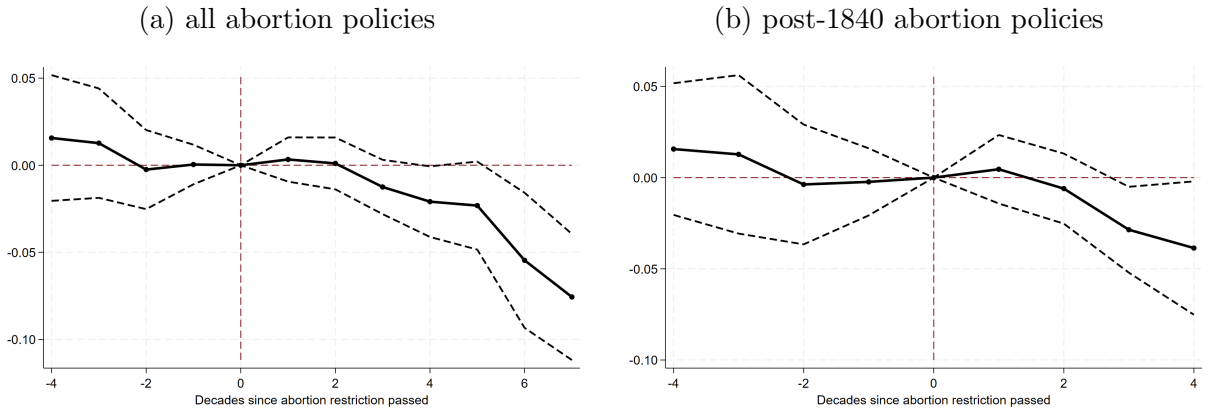 (a) all abortion policies
0.05
0.00
-0.05
-0.10
-4 -2 0 2 4 6
Decades since abortion restriction passed
(b) post-1840 abortion policies
0.05
0.00
-0.05
-0.10
-4 -2 0 2 4
Decades since abortion restriction passed